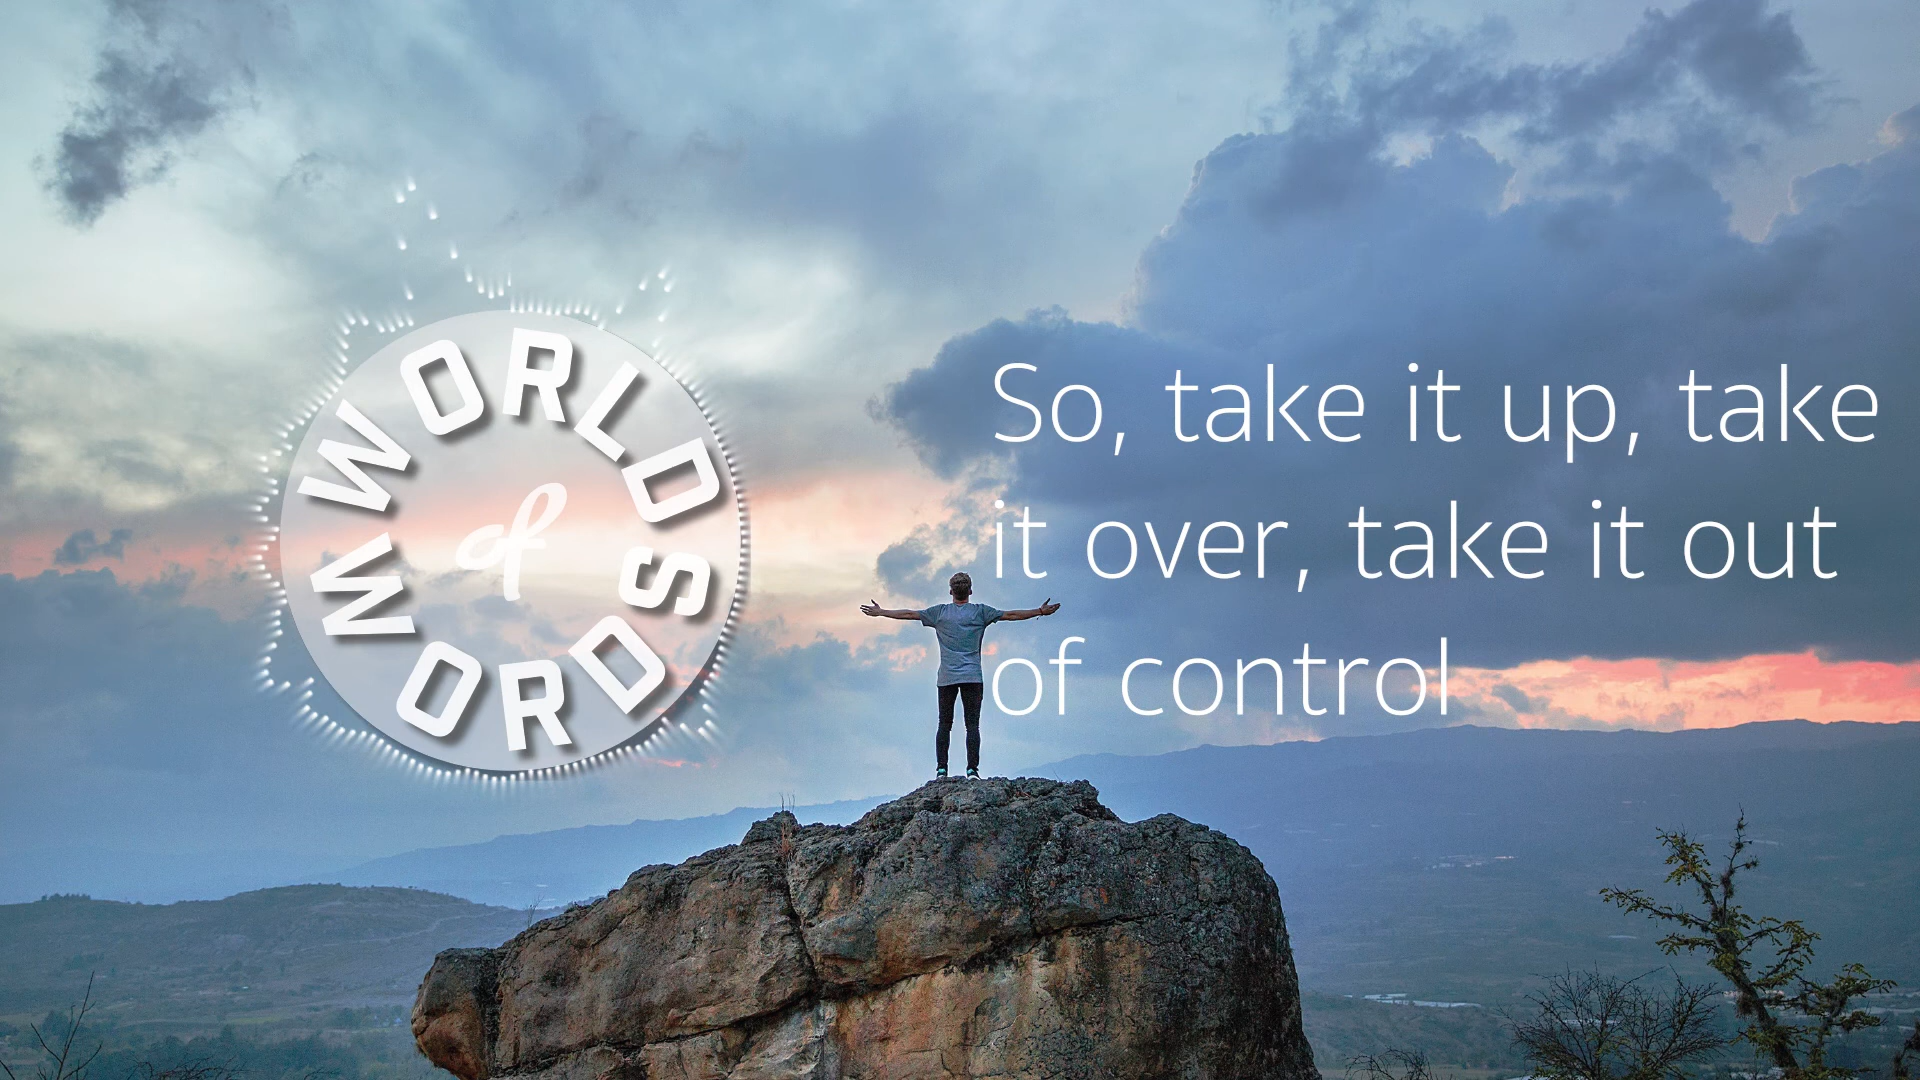 WORLDS
of
WORDS
So, take it up, take
it over, take it out
of control